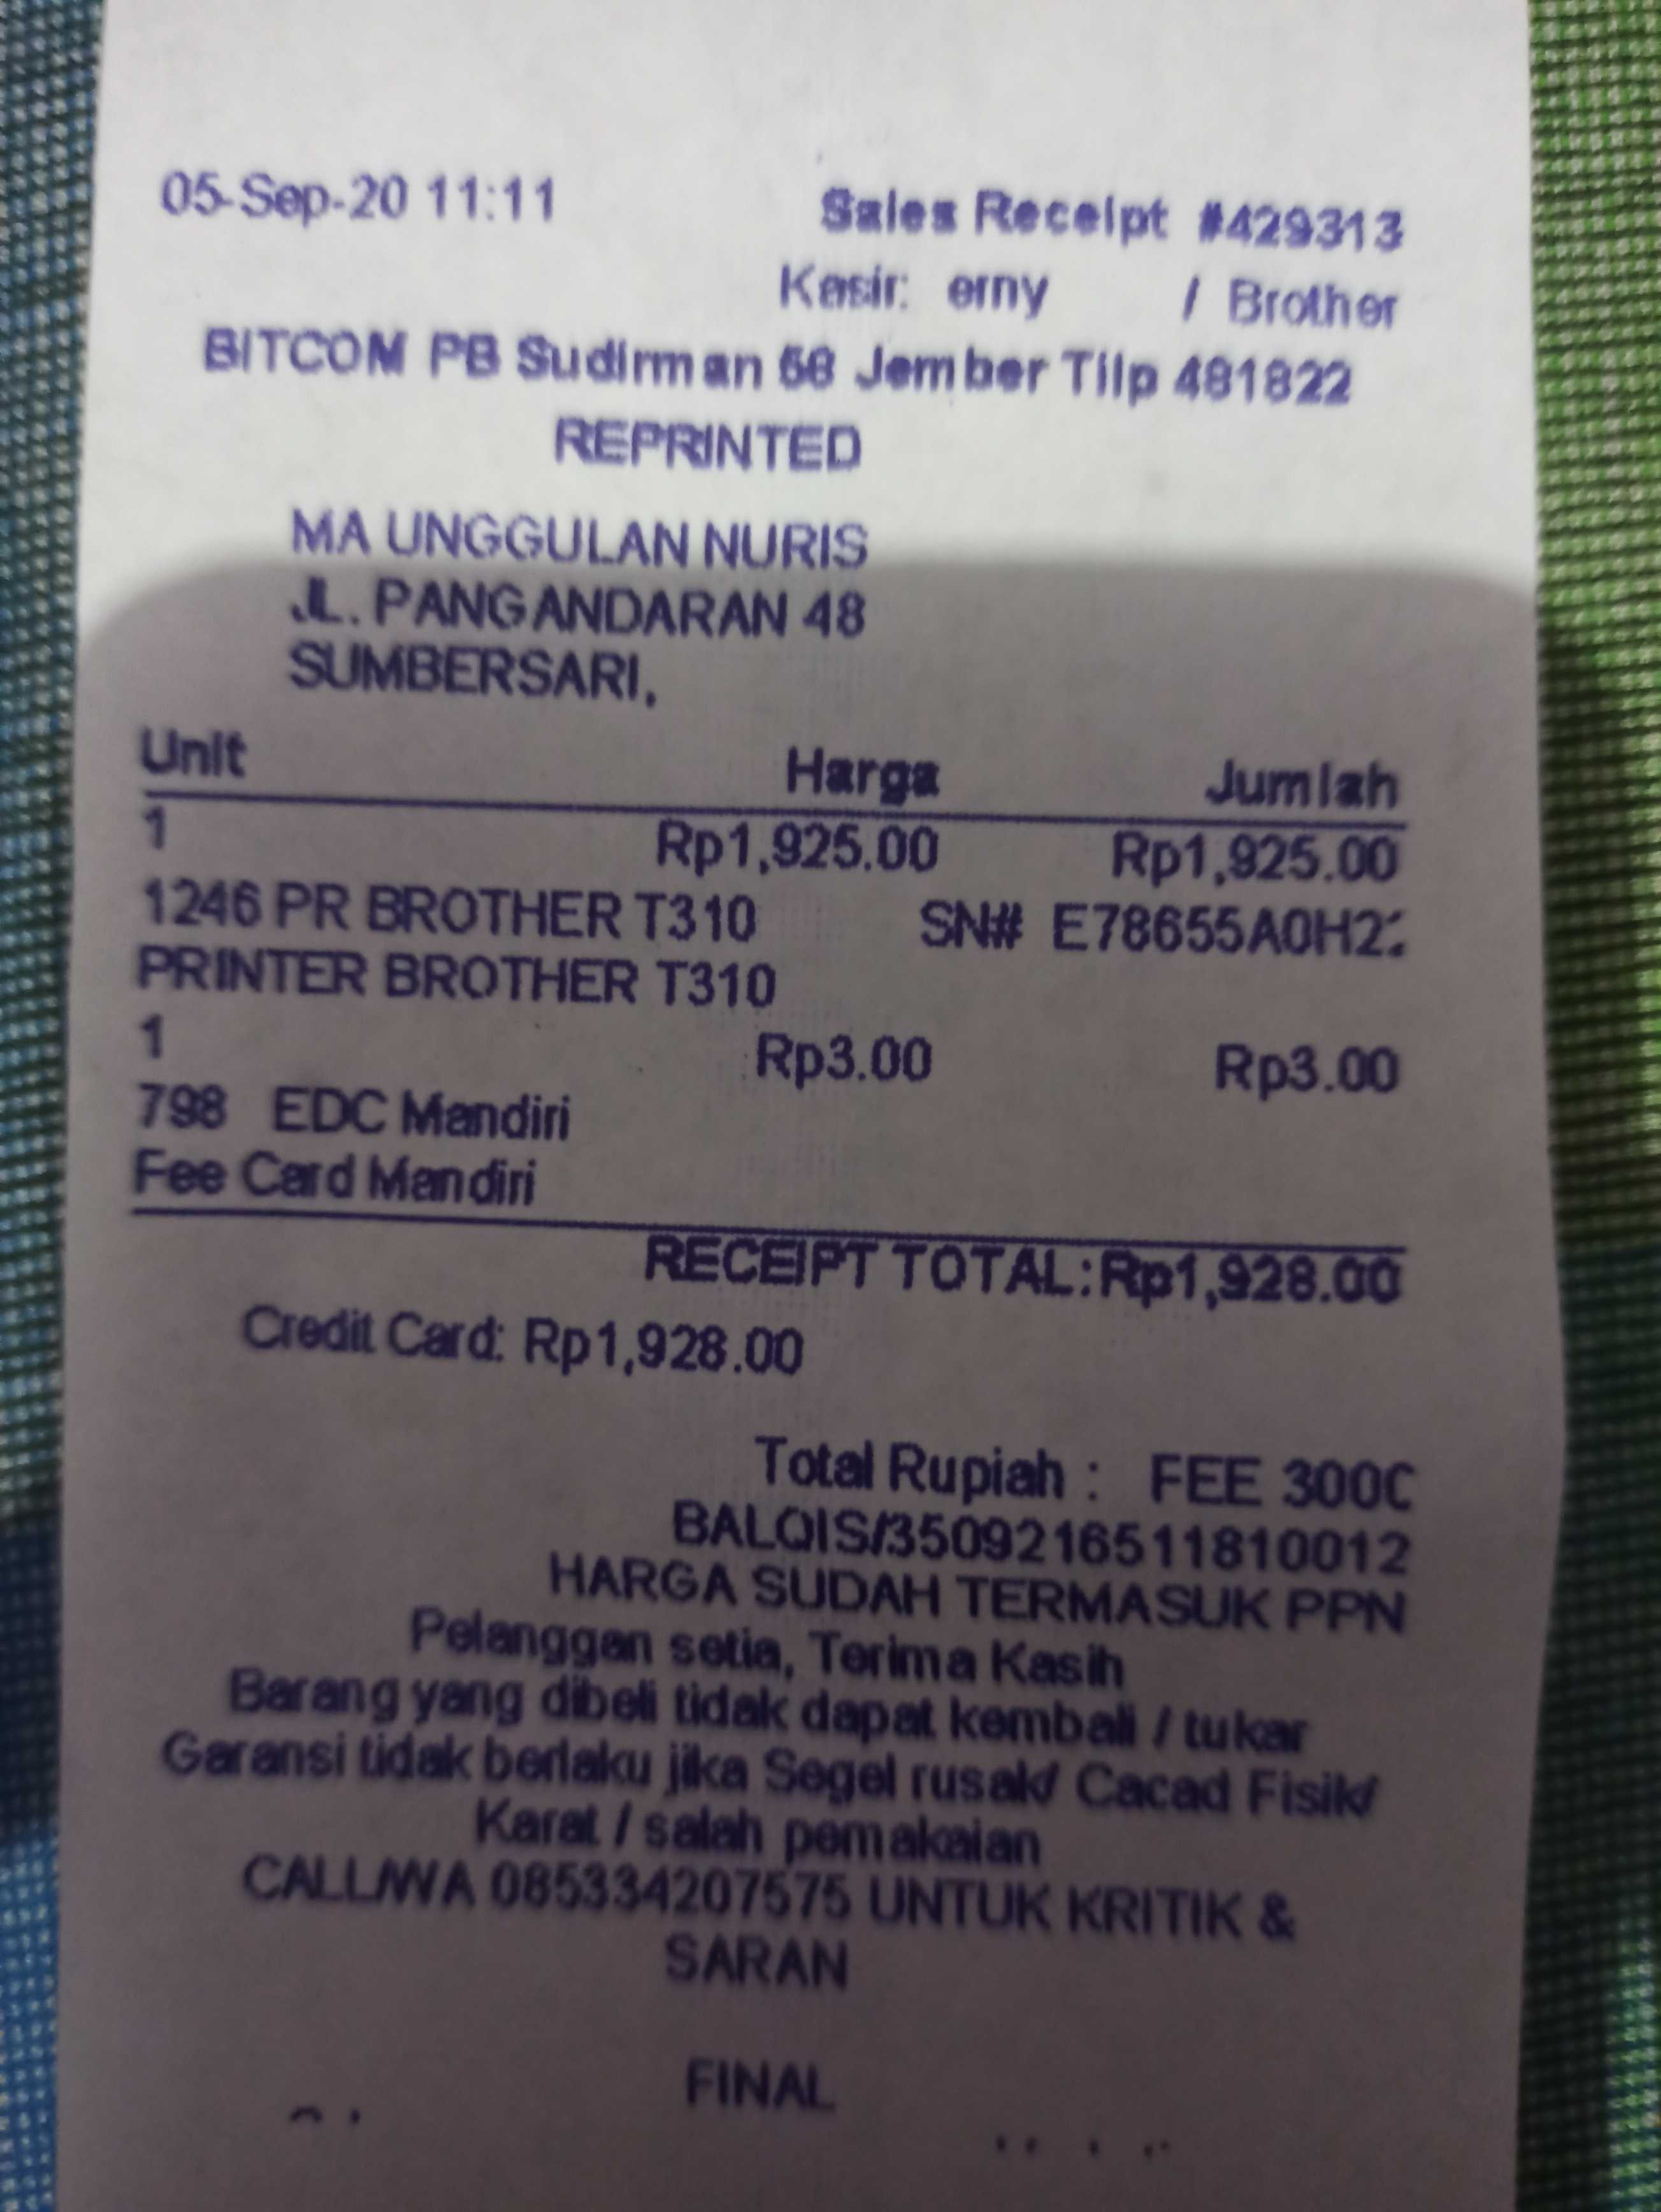 05-Sep-20 11:11 Sales Receipt #429313
Kasir: erny / Brother
BITCOM PB Sudirman 58 Jember Tilp 481822
REPRINTED
MA UNGGULAN NURIS
JL. PANGANDARAN 48
SUMBERSARI,
Unit Harga Jumlah
1 Rp1,925.00 Rp1,925.00
1246 PR BROTHER T310 SN# E78655A0H2
PRINTER BROTHER T310
1 Rp3.00 Rp3.00
798 EDC Mandiri
Fee Card Mandiri
RECEIPT TOTAL: Rp1,928.00
Credit Card: Rp1,928.00
Total Rupiah : FEE 3000
BALQIS/3509216511810012
HARGA SUDAH TERMASUK PPN
Pelanggan setia, Terima Kasih
Barang yang dibeli tidak dapat kembali / tukar
Garansi tidak berlaku jika Segel rusak/ Cacad Fisik/
Karat / salah pemakaian
CALL/WA 085334207575 UNTUK KRITIK &
SARAN
FINAL